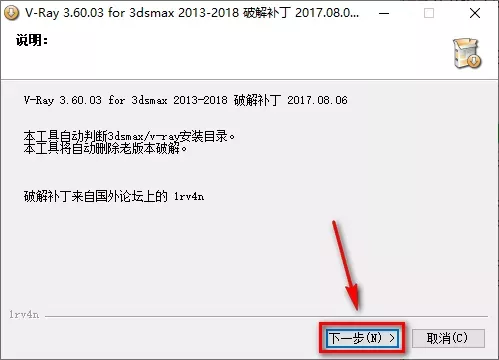 V-Ray 3.60.03 for 3dsmax 2013-2018 破解补丁 2017.08.0...
说明:
V-Ray 3.60.03 for 3dsmax 2013-2018 破解补丁 2017.08.06
本工具自动判断3dsmax/v-ray安装目录。
本工具将自动删除老版本破解。
破解补丁来自国外论坛上的 1rv4n
1rv4n
下一步(N) >
取消(C)